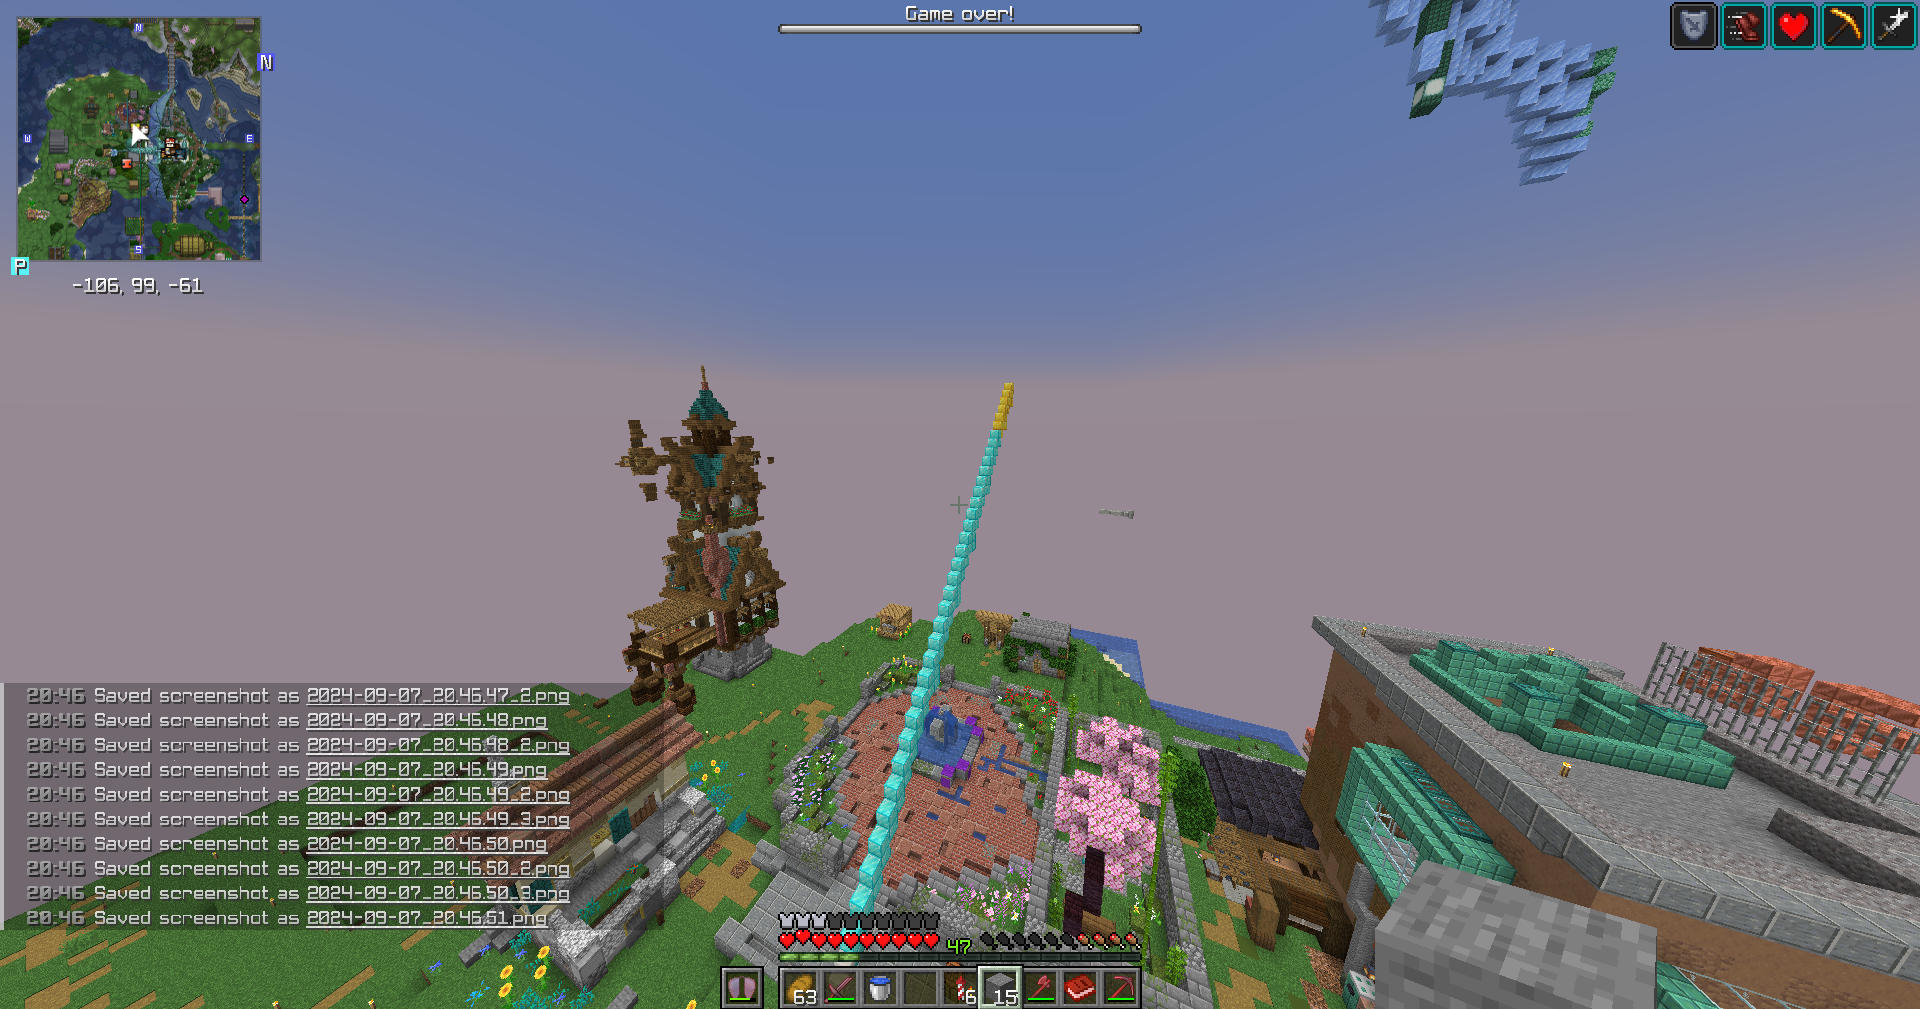 Game over!
N
N
W
E
S
P
-106, 99, -61
20:46 Saved screenshot as 2024-09-07_20.46.47_2.png
20:46 Saved screenshot as 2024-09-07_20.46.48.png
20:46 Saved screenshot as 2024-09-07_20.46.48_2.png
20:46 Saved screenshot as 2024-09-07_20.46.49.png
20:46 Saved screenshot as 2024-09-07_20.46.49_2.png
20:46 Saved screenshot as 2024-09-07_20.46.49_3.png
20:46 Saved screenshot as 2024-09-07_20.46.50.png
20:46 Saved screenshot as 2024-09-07_20.46.50_2.png
20:46 Saved screenshot as 2024-09-07_20.46.50_3.png
20:46 Saved screenshot as 2024-09-07_20.46.51.png
47
63 6 15